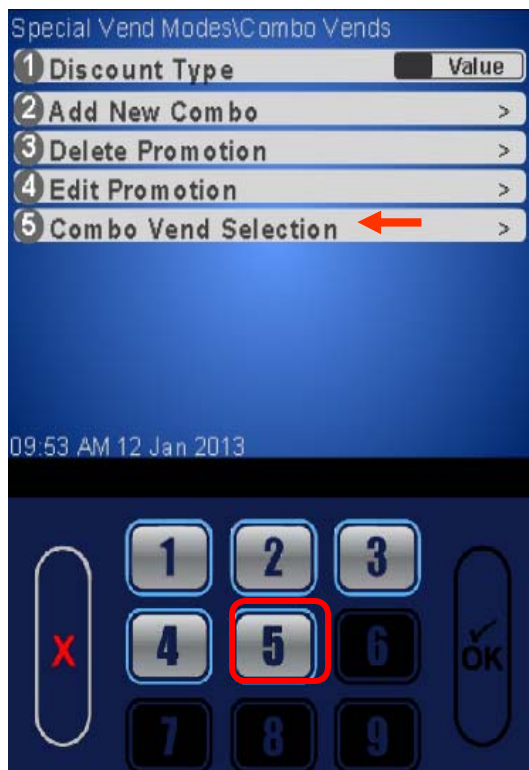 Special Vend Modes\Combo Vends
1 Discount Type Value
2 Add New Combo >
3 Delete Promotion >
4 Edit Promotion >
5 Combo Vend Selection >
09:53 AM 12 Jan 2013
1 2 3
X 4 5 6 OK
7 8 9